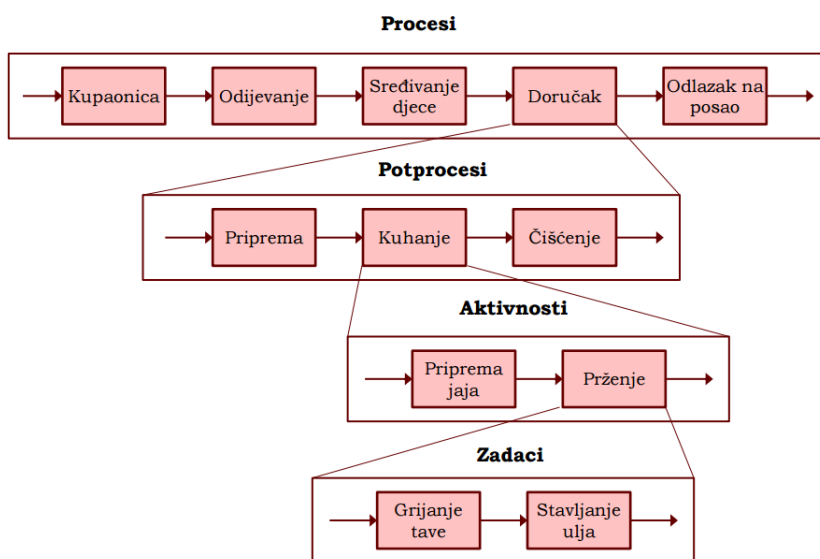 Procesi
Kupaonica
Odijevanje
Sređivanje
djece
Doručak
Odlazak na
posao
Potprocesi
Priprema
Kuhanje
Čišćenje
Aktivnosti
Priprema
jaja
Prženje
Zadaci
Grijanje
tave
Stavljanje
ulja